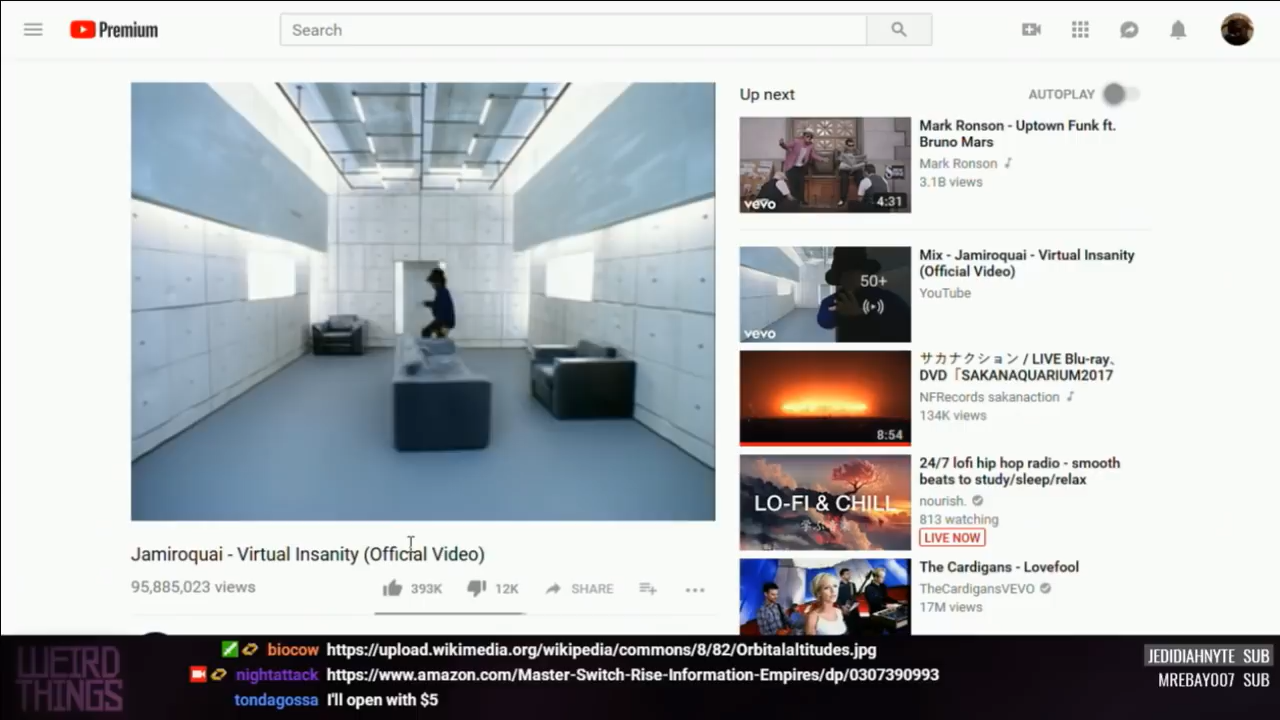 Premium
Search
Up next
AUTOPLAY
Mark Ronson - Uptown Funk ft.
Bruno Mars
Mark Ronson
3.1B views
vevo
4:31
Mix - Jamiroquai - Virtual Insanity
(Official Video)
YouTube
50+
vevo
サカナクション / LIVE Blu-ray、
DVD「SAKANAQUARIUM2017
NFRecords sakanaction
134K views
8:54
24/7 lofi hip hop radio - smooth
beats to study/sleep/relax
nourish.
813 watching
LIVE NOW
LO-FI & CHILL
The Cardigans - Lovefool
TheCardigansVEVO
17M views
Jamiroquai - Virtual Insanity (Official Video)
95,885,023 views
393K
12K
SHARE
WEIRD
THINGS
biocow https://upload.wikimedia.org/wikipedia/commons/8/82/Orbitalaltitudes.jpg
nightattack https://www.amazon.com/Master-Switch-Rise-Information-Empires/dp/0307390993
tondagossa I'll open with $5
JEDIDIAHNYTE SUB
MREBAY007 SUB